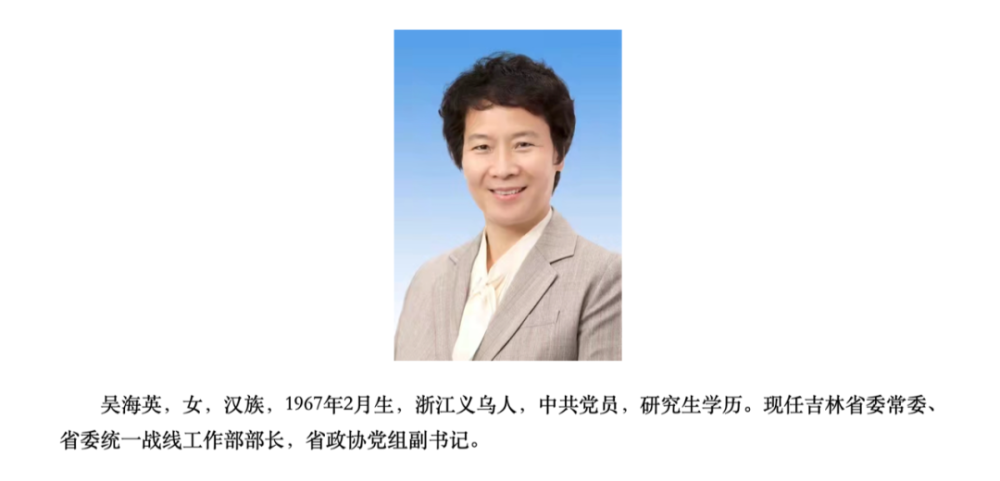 吴海英，女，汉族，1967年2月生，浙江义乌人，中共党员，研究生学历。现任吉林省委常委、
省委统一战线工作部部长，省政协党组副书记。